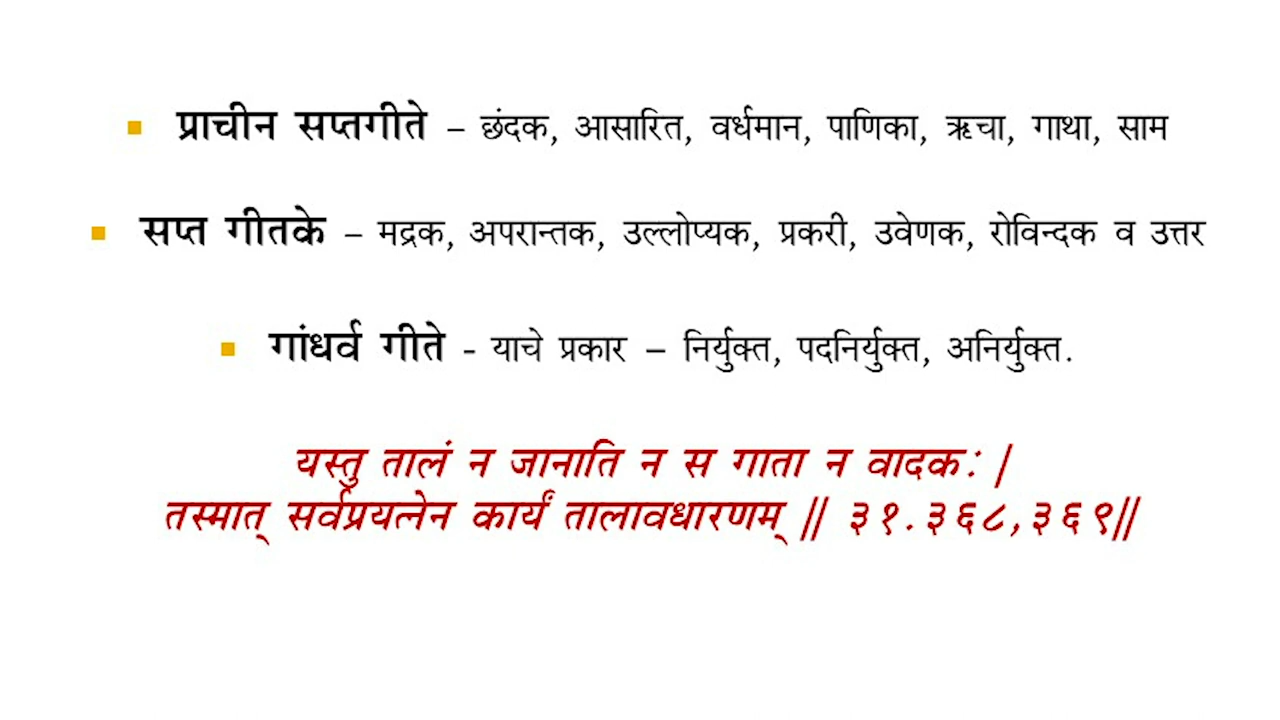 ▪ प्राचीन सप्तगीते – छंदक, आसारित, वर्धमान, पाणिका, ऋचा, गाथा, साम
▪ सप्त गीतके – मद्रक, अपरान्तक, उल्लोप्यक, प्रकरी, उवेणक, रोविन्दक व उत्तर
▪ गांधर्व गीते - याचे प्रकार – निर्युक्त, पदनिर्युक्त, अनिर्युक्त.
यस्तु तालं न जानाति न स गाता न वादकः |
तस्मात् सर्वप्रयत्नेन कार्यं तालावधारणम् || ३१.३६८,३६९||